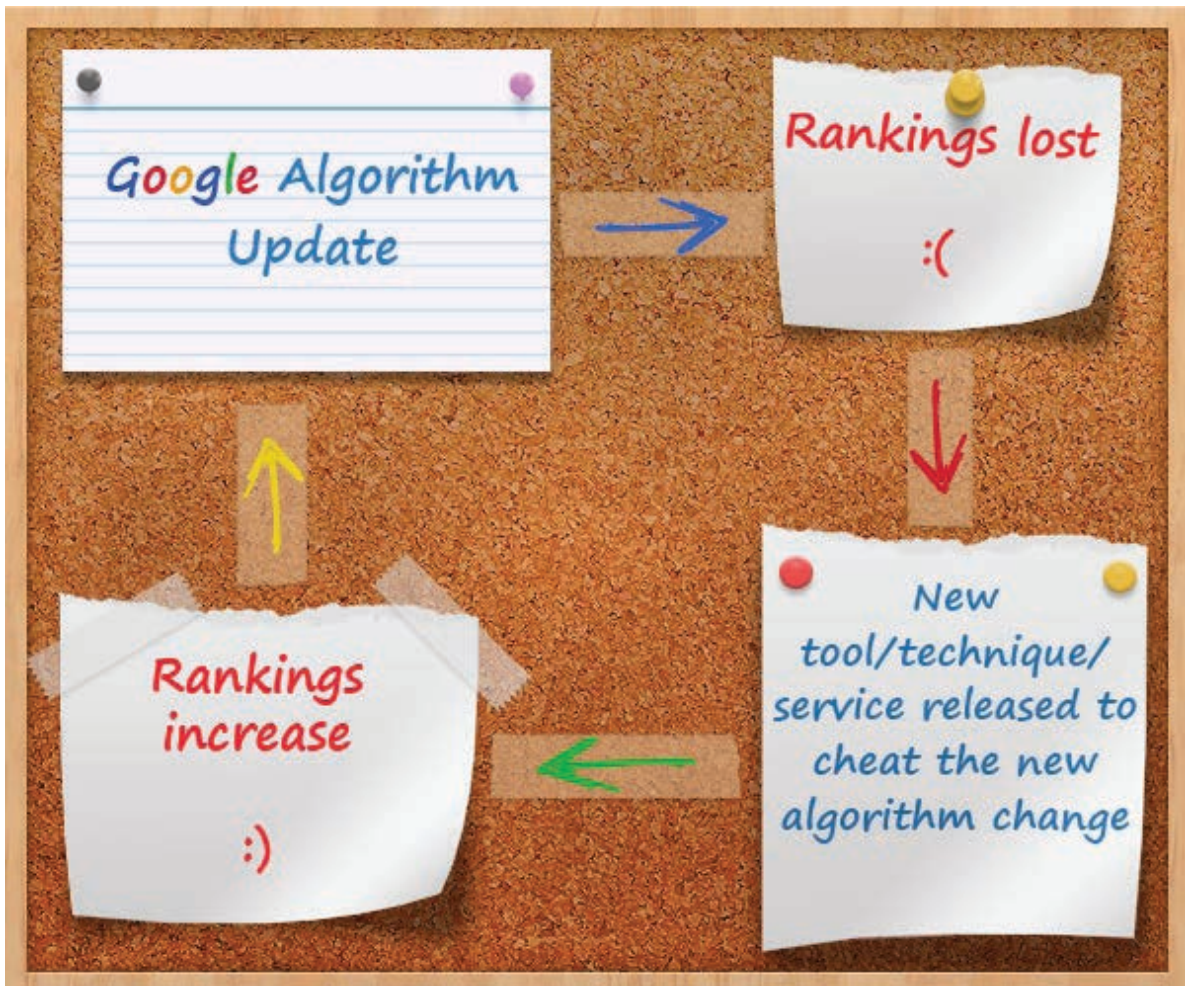 Google Algorithm
Update
Rankings lost
:(
New
tool/technique/
service released to
cheat the new
algorithm change
Rankings
increase
:)